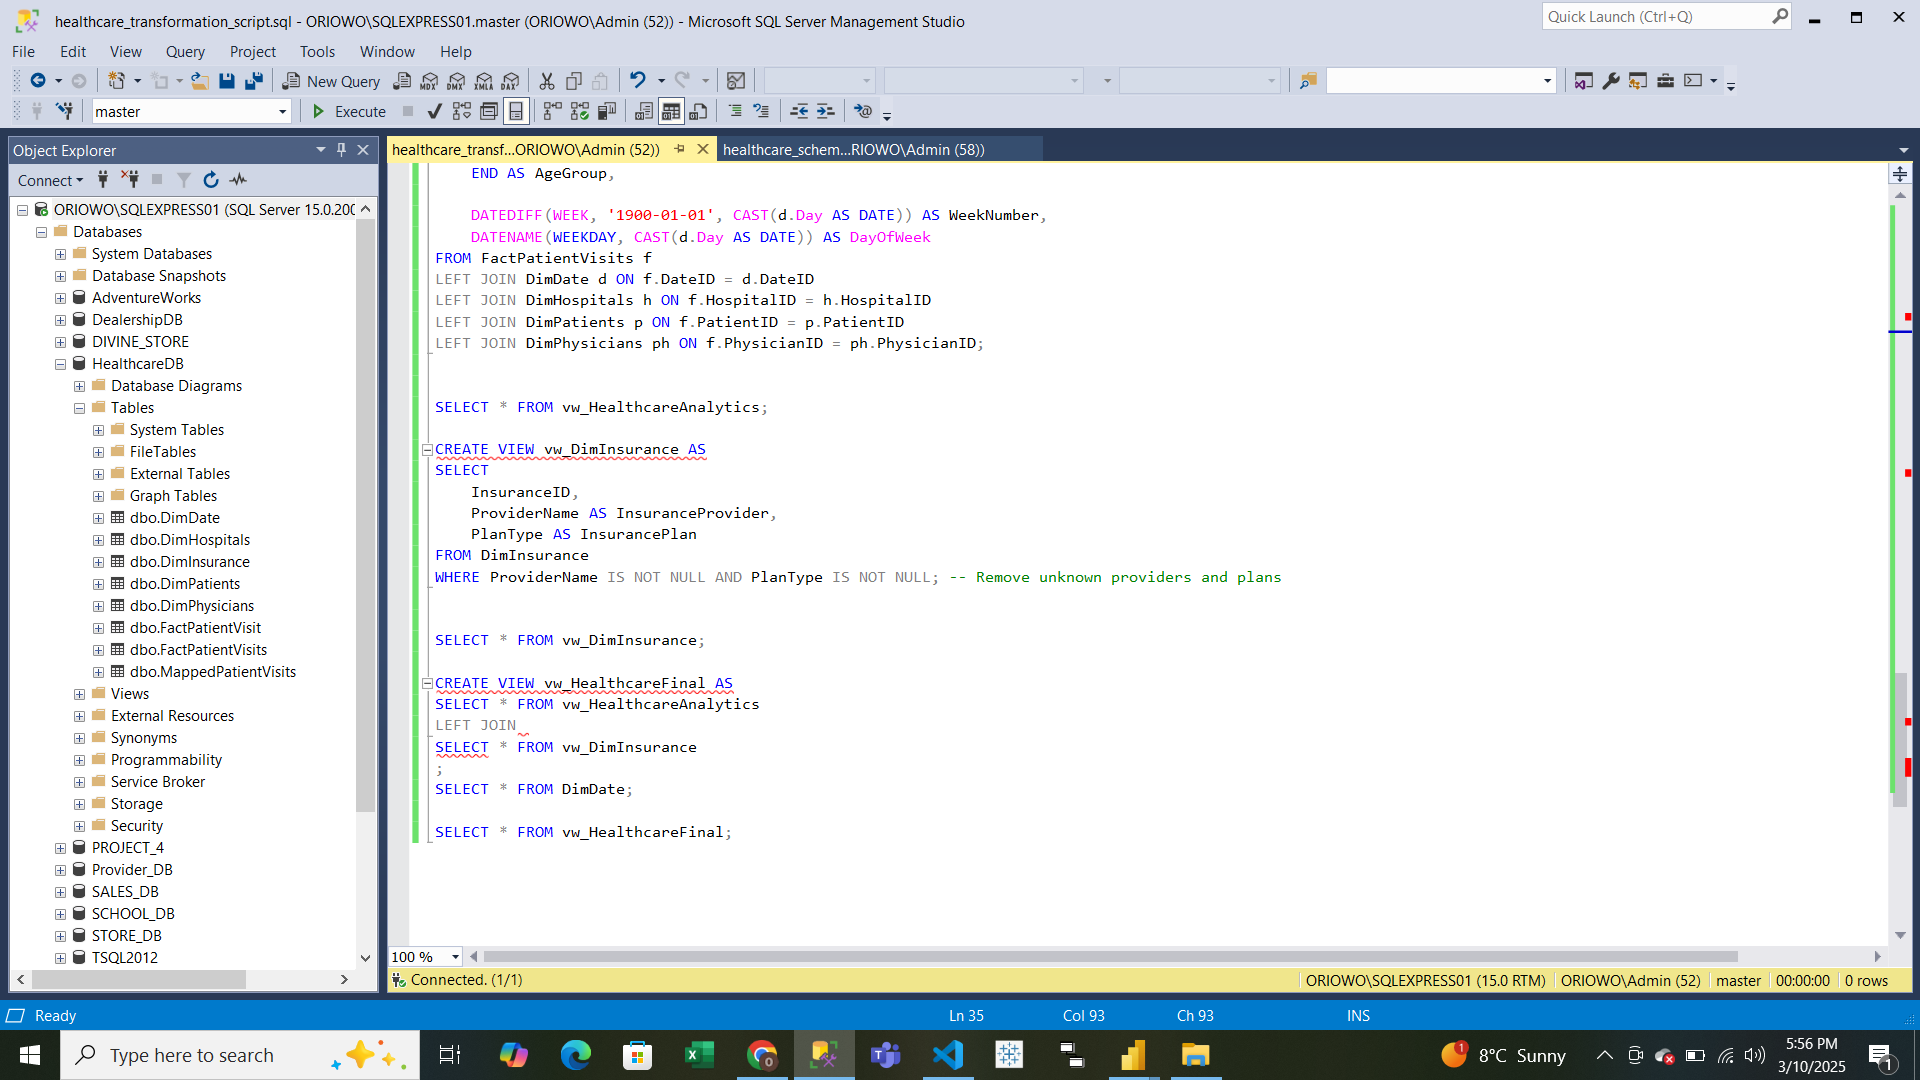 healthcare_transformation_script.sql - ORIOWO\SQLEXPRESS01.master (ORIOWO\Admin (52)) - Microsoft SQL Server Management Studio
Quick Launch (Ctrl+Q)
File Edit View Query Project Tools Window Help
New Query MDX DMX XMLA DAX
master Execute
Object Explorer
healthcare_transf...ORIOWO\Admin (52))
healthcare_schem...RIOWO\Admin (58))
Connect
ORIOWO\SQLEXPRESS01 (SQL Server 15.0.200
Databases
System Databases
Database Snapshots
AdventureWorks
DealershipDB
DIVINE_STORE
HealthcareDB
Database Diagrams
Tables
System Tables
FileTables
External Tables
Graph Tables
dbo.DimDate
dbo.DimHospitals
dbo.DimInsurance
dbo.DimPatients
dbo.DimPhysicians
dbo.FactPatientVisit
dbo.FactPatientVisits
dbo.MappedPatientVisits
Views
External Resources
Synonyms
Programmability
Service Broker
Storage
Security
PROJECT_4
Provider_DB
SALES_DB
SCHOOL_DB
STORE_DB
TSQL2012
END AS AgeGroup,
DATEDIFF(WEEK, '1900-01-01', CAST(d.Day AS DATE)) AS WeekNumber,
DATENAME(WEEKDAY, CAST(d.Day AS DATE)) AS DayOfWeek
FROM FactPatientVisits f
LEFT JOIN DimDate d ON f.DateID = d.DateID
LEFT JOIN DimHospitals h ON f.HospitalID = h.HospitalID
LEFT JOIN DimPatients p ON f.PatientID = p.PatientID
LEFT JOIN DimPhysicians ph ON f.PhysicianID = ph.PhysicianID;
SELECT * FROM vw_HealthcareAnalytics;
CREATE VIEW vw_DimInsurance AS
SELECT
InsuranceID,
ProviderName AS InsuranceProvider,
PlanType AS InsurancePlan
FROM DimInsurance
WHERE ProviderName IS NOT NULL AND PlanType IS NOT NULL; -- Remove unknown providers and plans
SELECT * FROM vw_DimInsurance;
CREATE VIEW vw_HealthcareFinal AS
SELECT * FROM vw_HealthcareAnalytics
LEFT JOIN
SELECT * FROM vw_DimInsurance
;
SELECT * FROM DimDate;
SELECT * FROM vw_HealthcareFinal;
100 %
Connected. (1/1)
ORIOWO\SQLEXPRESS01 (15.0 RTM) ORIOWO\Admin (52) master 00:00:00 0 rows
Ready Ln 35 Col 93 Ch 93 INS
Type here to search
1 8°C Sunny
5:56 PM
3/10/2025
1